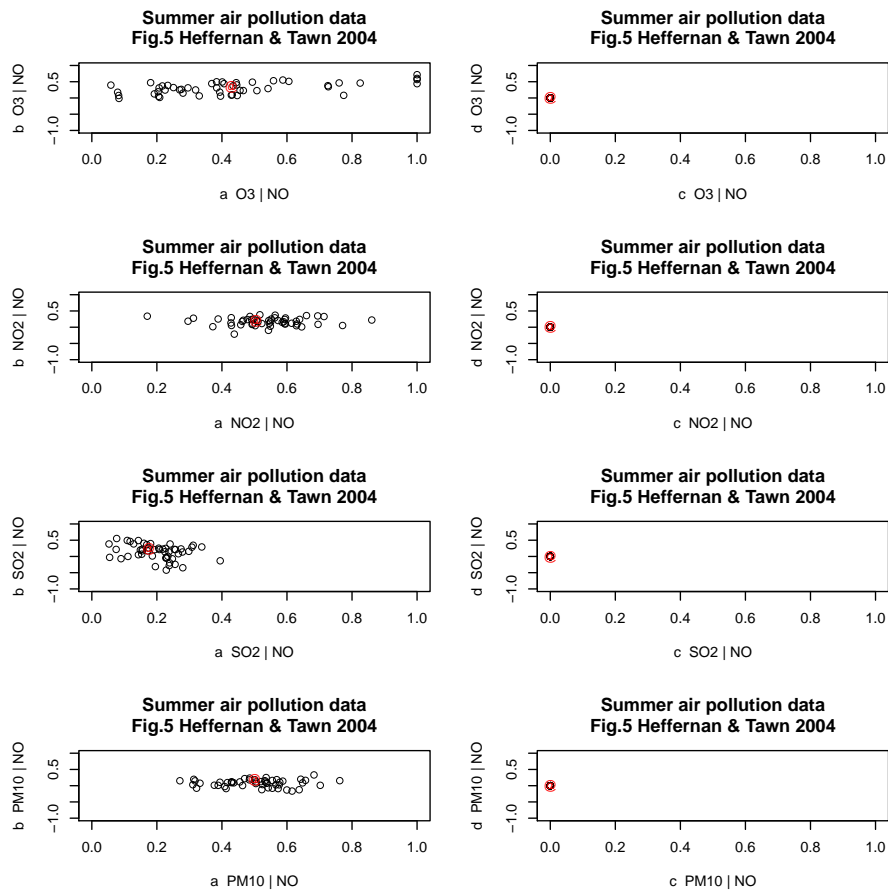 Summer air pollution data
Fig.5 Heffernan & Tawn 2004
b O3 | NO
0.5
−1.0
0.0 0.2 0.4 0.6 0.8 1.0
a O3 | NO
Summer air pollution data
Fig.5 Heffernan & Tawn 2004
d O3 | NO
0.5
−1.0
0.0 0.2 0.4 0.6 0.8 1.0
c O3 | NO
Summer air pollution data
Fig.5 Heffernan & Tawn 2004
b NO2 | NO
0.5
−1.0
0.0 0.2 0.4 0.6 0.8 1.0
a NO2 | NO
Summer air pollution data
Fig.5 Heffernan & Tawn 2004
d NO2 | NO
0.5
−1.0
0.0 0.2 0.4 0.6 0.8 1.0
c NO2 | NO
Summer air pollution data
Fig.5 Heffernan & Tawn 2004
b SO2 | NO
0.5
−1.0
0.0 0.2 0.4 0.6 0.8 1.0
a SO2 | NO
Summer air pollution data
Fig.5 Heffernan & Tawn 2004
d SO2 | NO
0.5
−1.0
0.0 0.2 0.4 0.6 0.8 1.0
c SO2 | NO
Summer air pollution data
Fig.5 Heffernan & Tawn 2004
b PM10 | NO
0.5
−1.0
0.0 0.2 0.4 0.6 0.8 1.0
a PM10 | NO
Summer air pollution data
Fig.5 Heffernan & Tawn 2004
d PM10 | NO
0.5
−1.0
0.0 0.2 0.4 0.6 0.8 1.0
c PM10 | NO